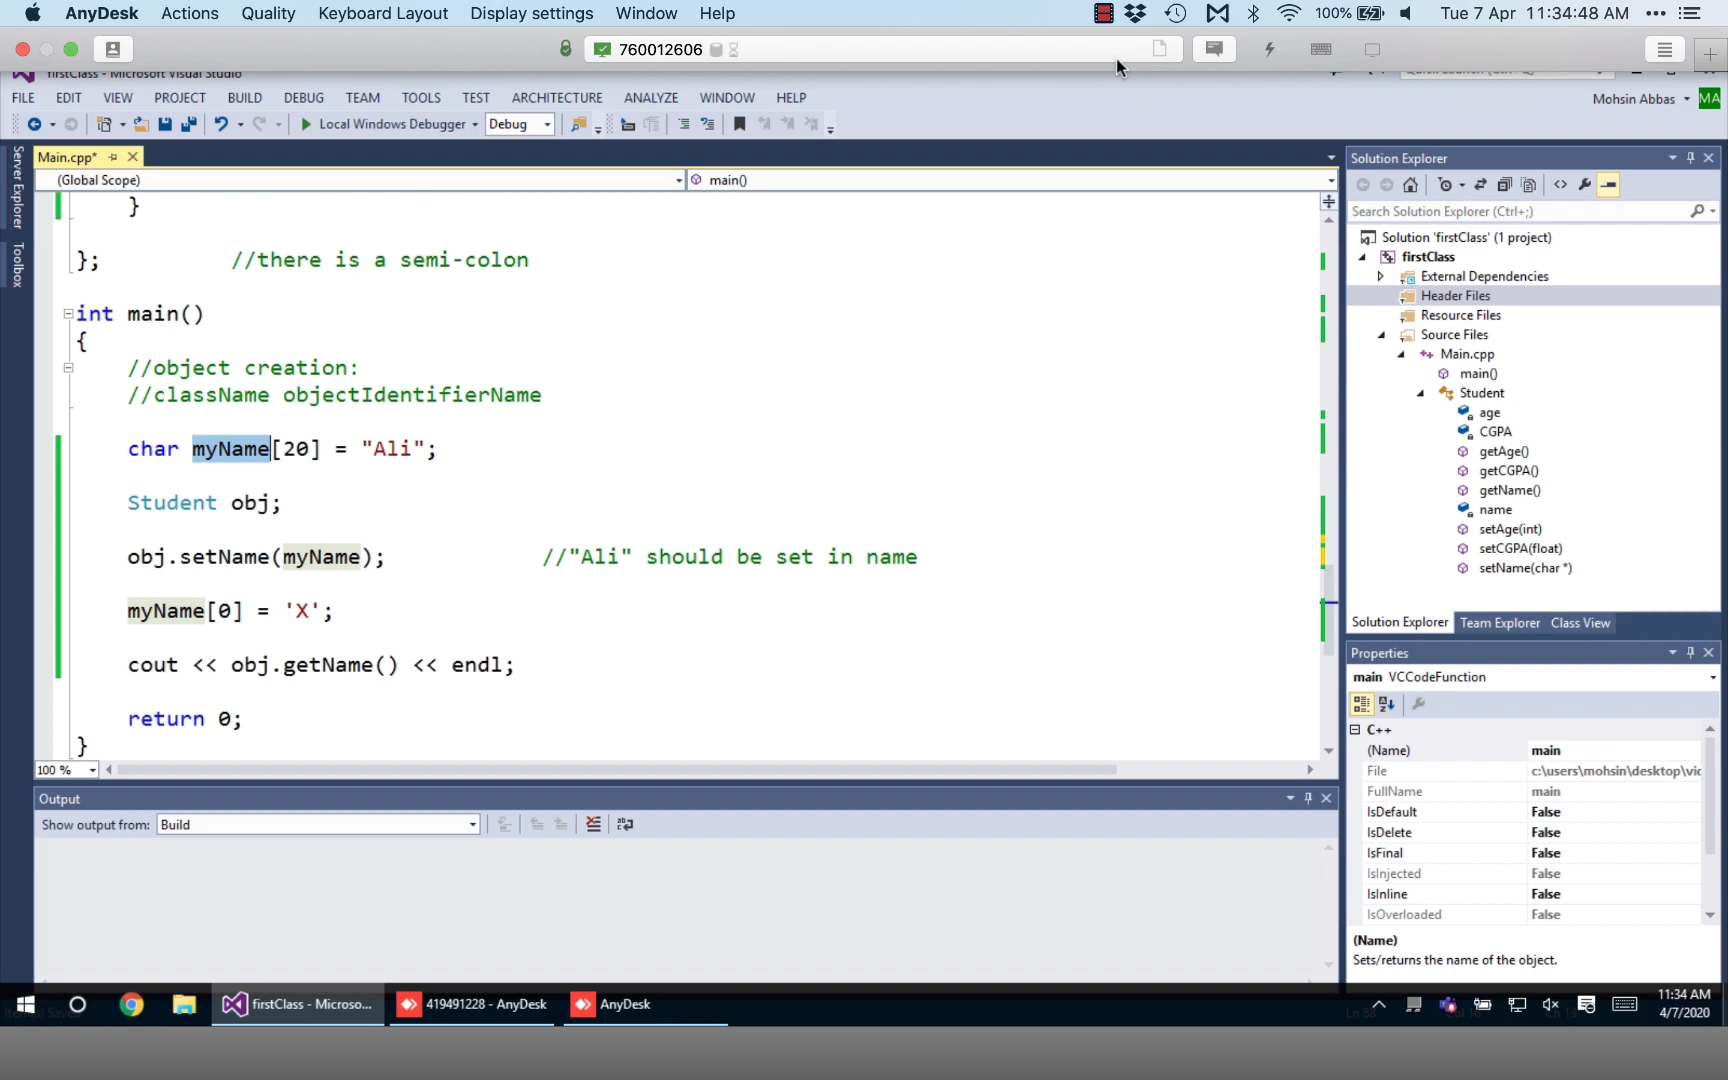 AnyDesk Actions Quality Keyboard Layout Display settings Window Help 100% Tue 7 Apr 11:34:48 AM
760012606
firstClass - Microsoft Visual Studio
FILE EDIT VIEW PROJECT BUILD DEBUG TEAM TOOLS TEST ARCHITECTURE ANALYZE WINDOW HELP Mohsin Abbas MA
Local Windows Debugger Debug
Server Explorer
Toolbox
Main.cpp*
(Global Scope) main()
}
}; //there is a semi-colon
int main()
{
//object creation:
//className objectIdentifierName
char myName[20] = "Ali";
Student obj;
obj.setName(myName); //"Ali" should be set in name
myName[0] = 'X';
cout << obj.getName() << endl;
return 0;
}
100 %
Output
Show output from: Build
Solution Explorer
Search Solution Explorer (Ctrl+;)
Solution 'firstClass' (1 project)
firstClass
External Dependencies
Header Files
Resource Files
Source Files
Main.cpp
main()
Student
age
CGPA
getAge()
getCGPA()
getName()
name
setAge(int)
setCGPA(float)
setName(char *)
Solution Explorer Team Explorer Class View
Properties
main VCCodeFunction
C++
(Name) main
File c:\users\mohsin\desktop\vic
FullName main
IsDefault False
IsDelete False
IsFinal False
IsInjected False
IsInline False
IsOverloaded False
(Name)
Sets/returns the name of the object.
firstClass - Microso... 419491228 - AnyDesk AnyDesk
11:34 AM
4/7/2020